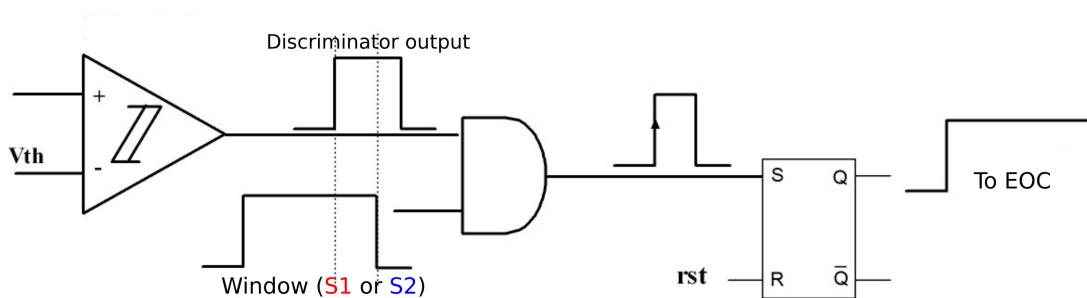 Discriminator output
+
Vth
-
Window (S1 or S2)
S Q
rst R Q̅
To EOC